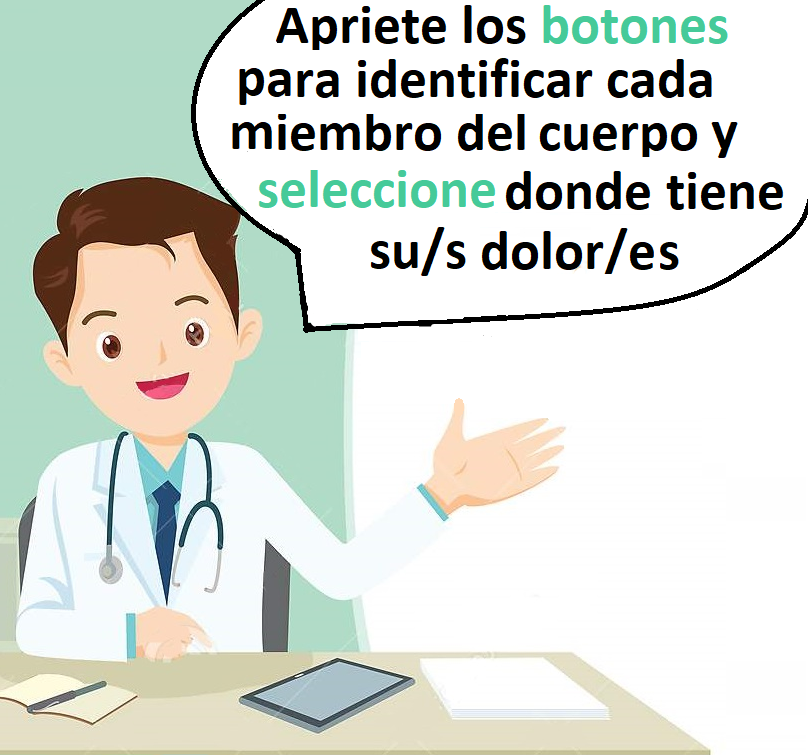 Apriete los botones
para identificar cada
miembro del cuerpo y
seleccione donde tiene
su/s dolor/es